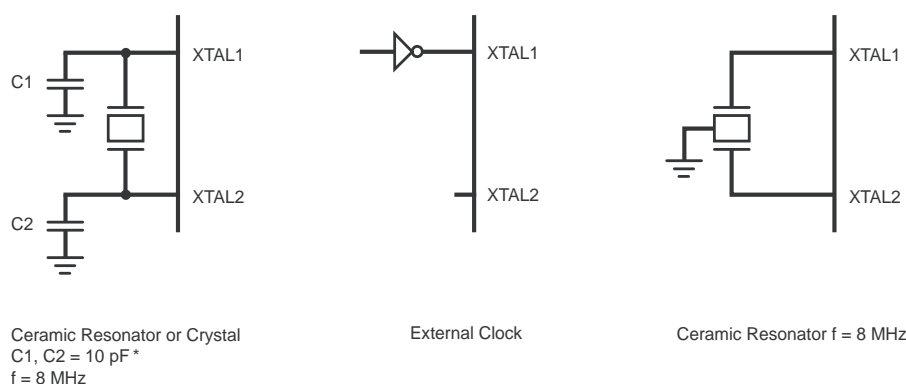 XTAL1
C1
XTAL2
C2
XTAL1
XTAL2
XTAL1
XTAL2
Ceramic Resonator or Crystal
C1, C2 = 10 pF *
f = 8 MHz
External Clock
Ceramic Resonator f = 8 MHz